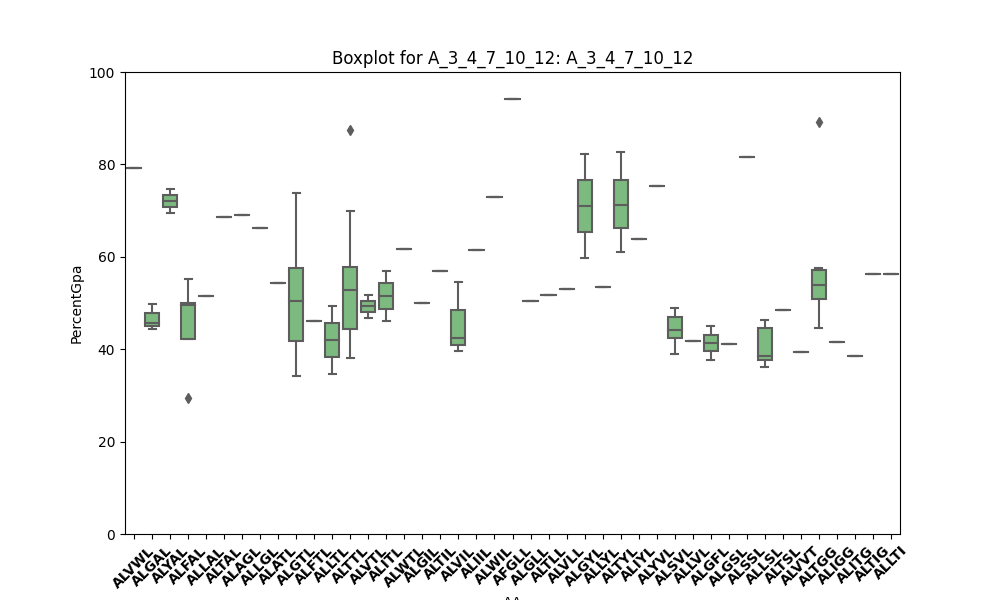 Boxplot for A_3_4_7_10_12: A_3_4_7_10_12
100
80
60
40
20
0
PercentGpa
ALVWL
ALGAL
ALYAL
ALFAL
ALLAL
ALTAL
ALAGL
ALLGL
ALATL
ALGTL
ALFTL
ALLTL
ALTTL
ALVTL
ALITL
ALWTL
ALGIL
ALTIL
ALVIL
ALIIL
ALWIL
AFGLL
ALGLL
ALTLL
ALVLL
ALGYL
ALLYL
ALTYL
ALIYL
ALYVL
ALSVL
ALLVL
ALGFL
ALGSL
ALSSL
ALLSL
ALTSL
ALVVT
ALTGG
ALIGG
ALITG
ALTIG
ALLTI